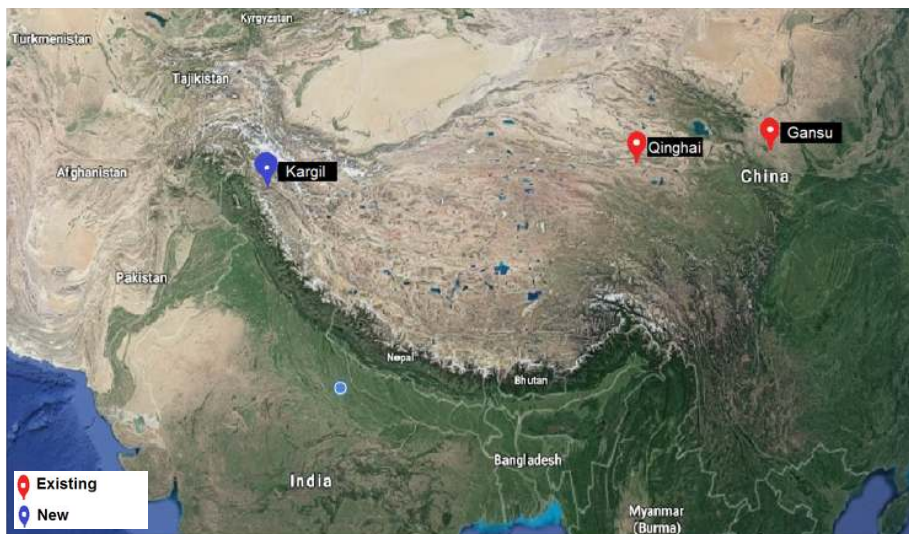 Kyrgyzstan
Turkmenistan
Tajikistan
Gansu
Qinghai
Afghanistan
Kargil
China
Pakistan
Nepal
Bhutan
Bangladesh
India
Existing
New
Myanmar
(Burma)